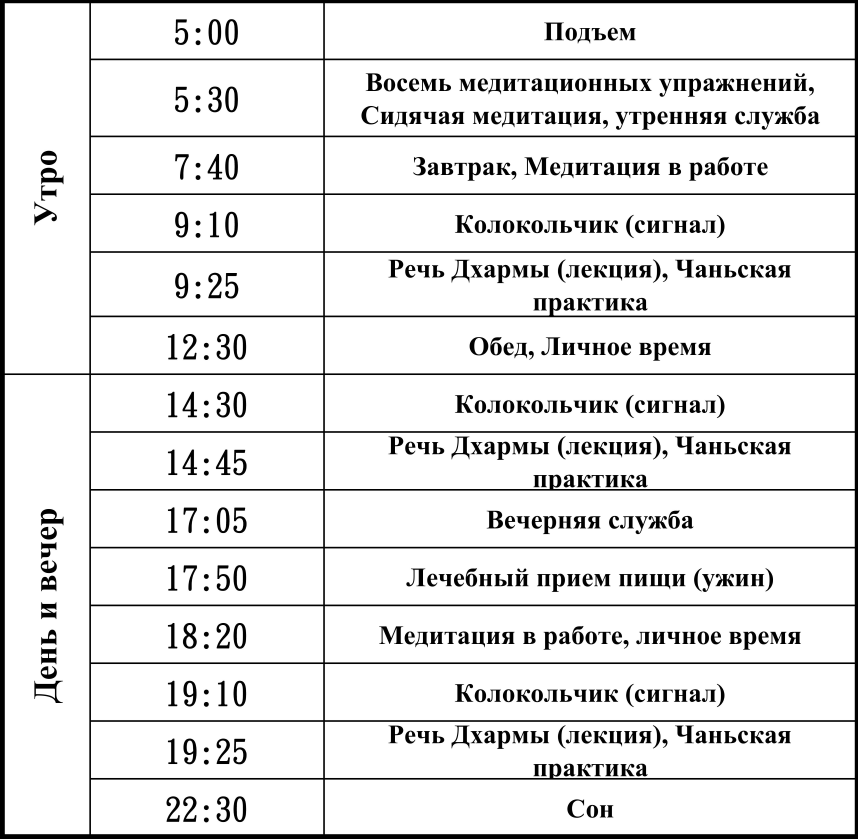 Утро
5:00 Подъем
5:30 Восемь медитационных упражнений,
Сидячая медитация, утренняя служба
7:40 Завтрак, Медитация в работе
9:10 Колокольчик (сигнал)
9:25 Речь Дхармы (лекция), Чаньская
практика
12:30 Обед, Личное время
День и вечер
14:30 Колокольчик (сигнал)
14:45 Речь Дхармы (лекция), Чаньская
практика
17:05 Вечерняя служба
17:50 Лечебный прием пищи (ужин)
18:20 Медитация в работе, личное время
19:10 Колокольчик (сигнал)
19:25 Речь Дхармы (лекция), Чаньская
практика
22:30 Сон